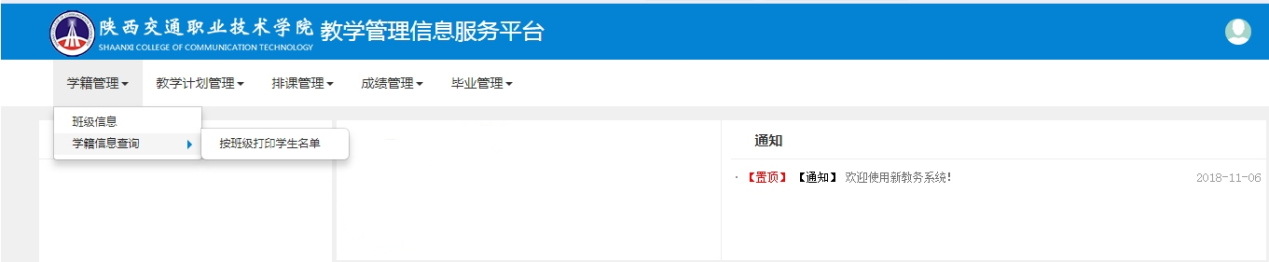 陕西交通职业技术学院 教学管理信息服务平台
SHAANXI COLLEGE OF COMMUNICATION TECHNOLOGY
学籍管理 教学计划管理 排课管理 成绩管理 毕业管理
班级信息
学籍信息查询 按班级打印学生名单
通知
· 【置顶】【通知】 欢迎使用新教务系统! 2018-11-06